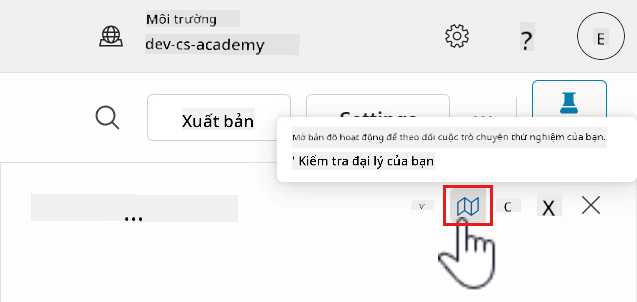 Môi trường
dev-cs-academy
?
E
Xuất bản
Settings
...
Mở bản đồ hoạt động để theo dõi cuộc trò chuyện thử nghiệm của bạn.
' Kiểm tra đại lý của bạn
...
v
C
X